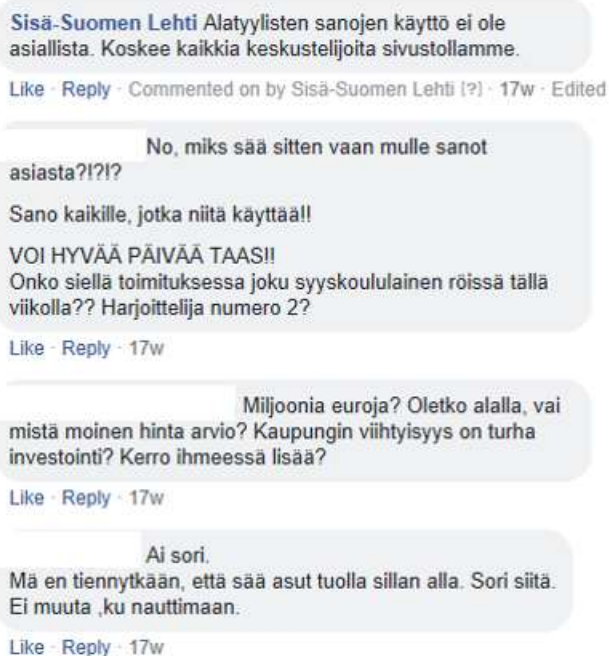 Sisä-Suomen Lehti Alatyylisten sanojen käyttö ei ole
asiallista. Koskee kaikkia keskustelijoita sivustollamme.
Like · Reply · Commented on by Sisä-Suomen Lehti [?] · 17w · Edited
No, miks sää sitten vaan mulle sanot
asiasta?!?!?
Sano kaikille, jotka niitä käyttää!!
VOI HYVÄÄ PÄIVÄÄ TAAS!!
Onko siellä toimituksessa joku syyskoululainen röissä tällä
viikolla?? Harjoittelija numero 2?
Like · Reply · 17w
Miljoonia euroja? Oletko alalla, vai
mistä moinen hinta arvio? Kaupungin viihtyisyys on turha
investointi? Kerro ihmeessä lisää?
Like · Reply · 17w
Ai sori.
Mä en tiennytkään, että sää asut tuolla sillan alla. Sori siitä.
Ei muuta ,ku nauttimaan.
Like · Reply · 17w